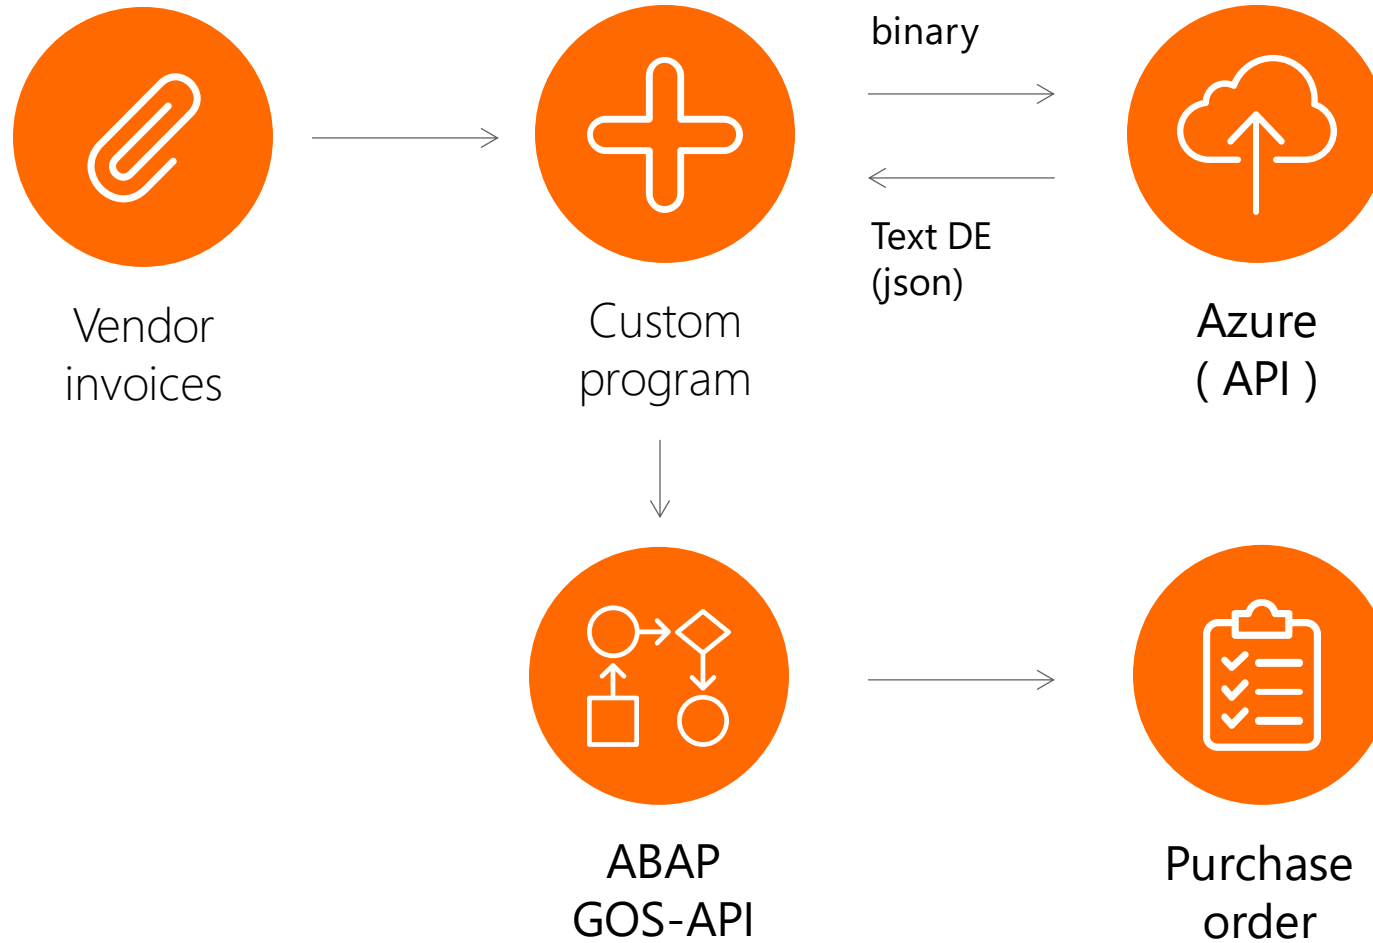 binary
Text DE
(json)
Vendor
invoices
Custom
program
Azure
( API )
ABAP
GOS-API
Purchase
order